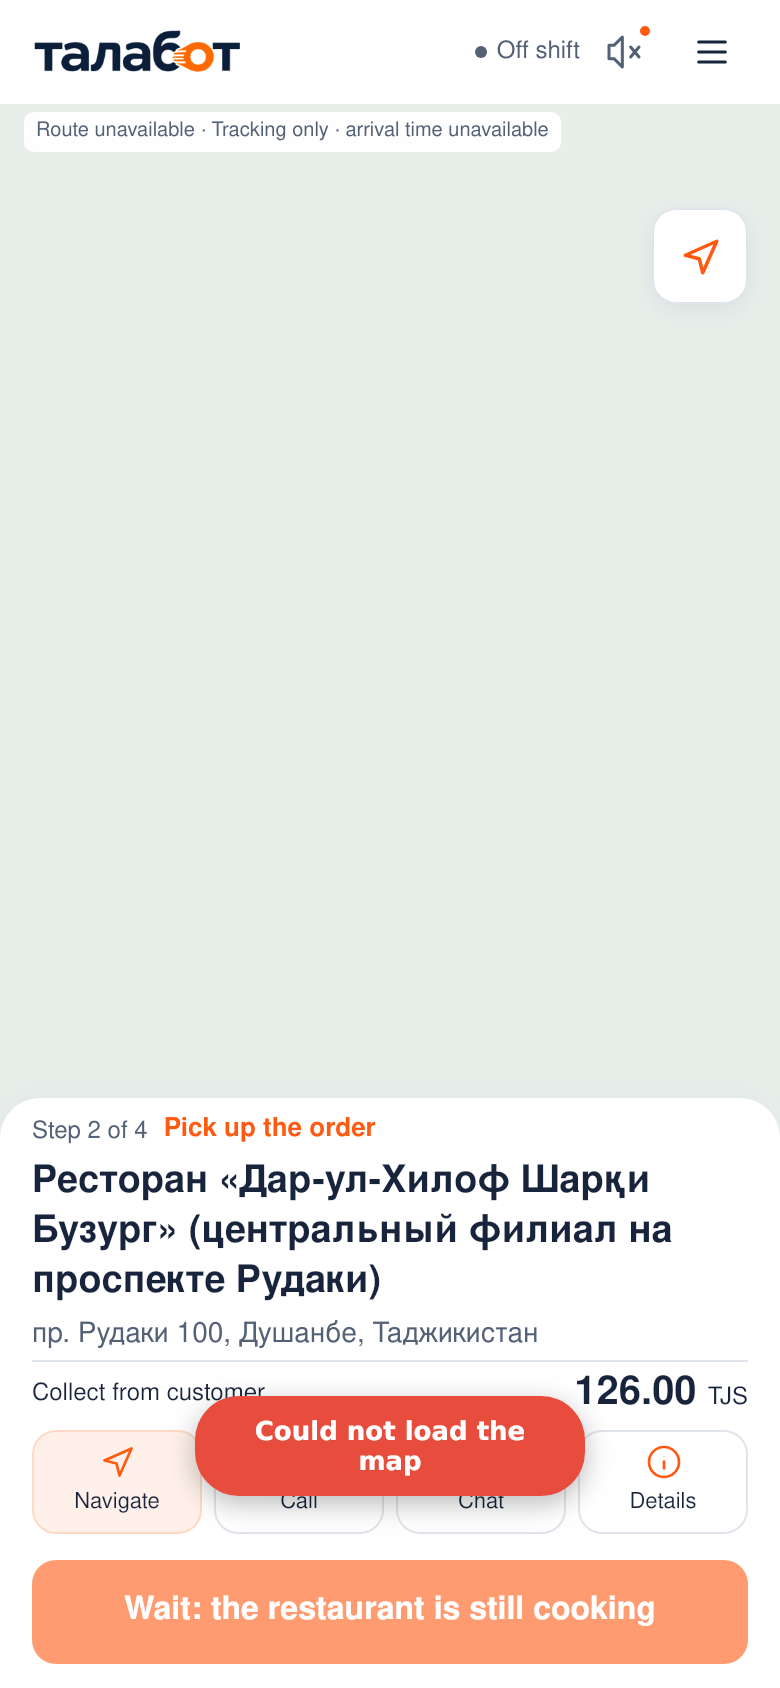 талабот
Off shift
Route unavailable · Tracking only · arrival time unavailable
Step 2 of 4 Pick up the order
Ресторан «Дар-ул-Хилоф Шарқи
Бузург» (центральный филиал на
проспекте Рудаки)
пр. Рудаки 100, Душанбе, Таджикистан
Collect from customer 126.00 TJS
Could not load the
map
Navigate Call Chat Details
Wait: the restaurant is still cooking